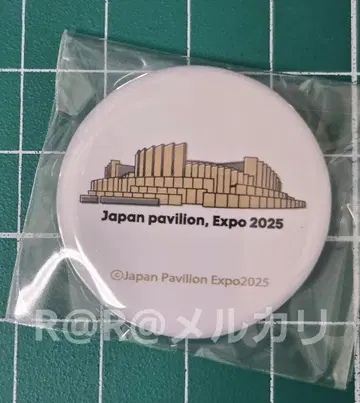 Japan pavilion, Expo 2025
©Japan Pavilion Expo2025
R@R@メルカリ